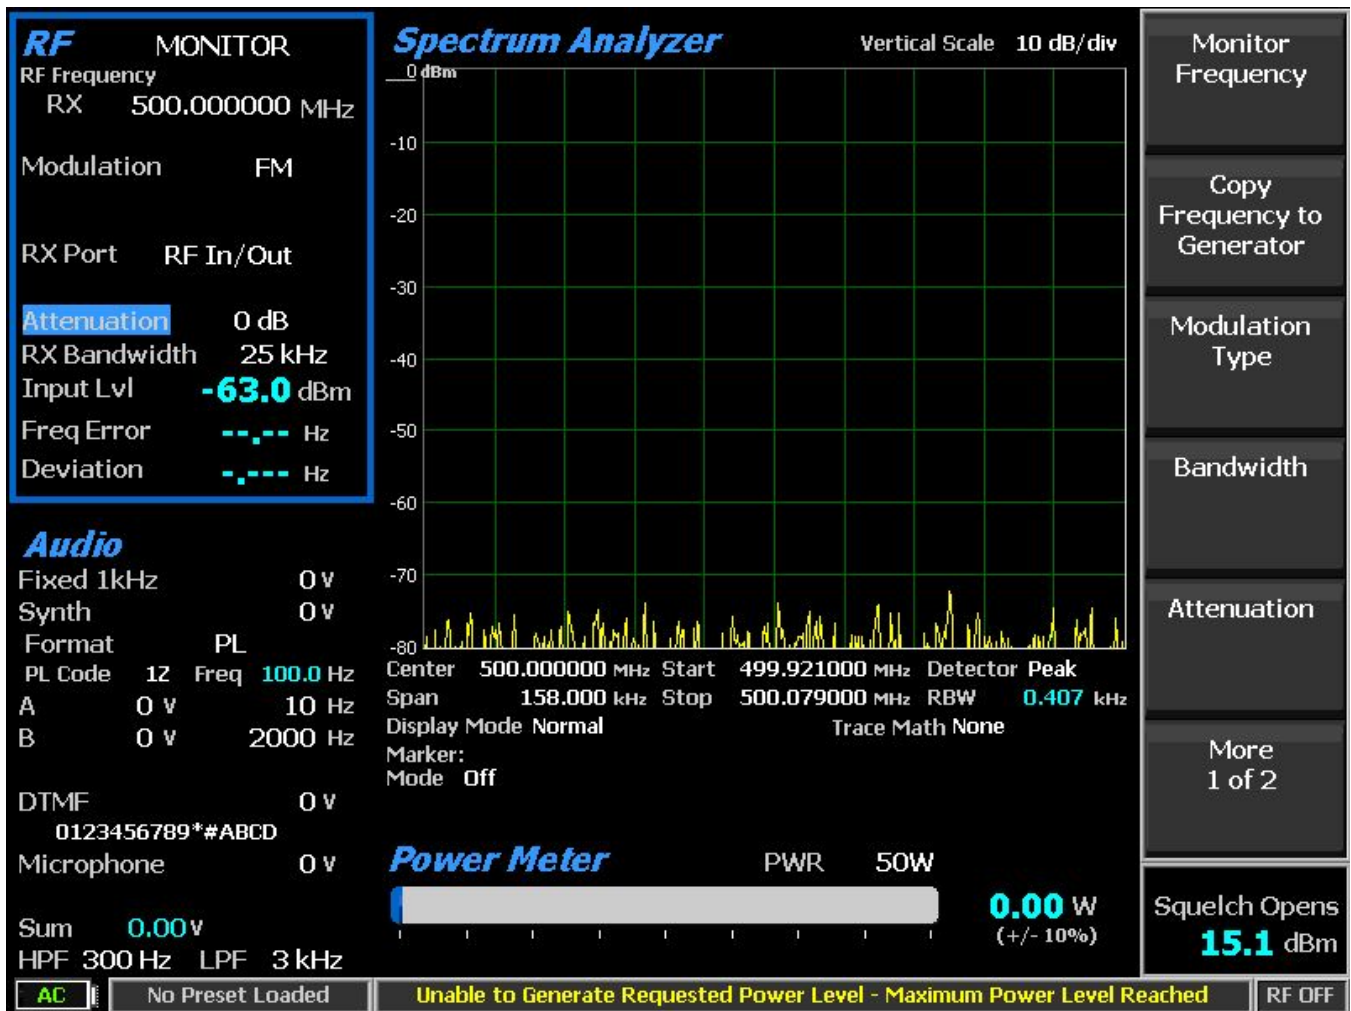 RF MONITOR
RF Frequency
RX 500.000000 MHz
Modulation FM
RX Port RF In/Out
Attenuation 0 dB
RX Bandwidth 25 kHz
Input Lvl -63.0 dBm
Freq Error --.-- Hz
Deviation -.--- Hz
Audio
Fixed 1kHz 0 V
Synth 0 V
Format PL
PL Code 1Z Freq 100.0 Hz
A 0 V 10 Hz
B 0 V 2000 Hz
DTMF 0 V
0123456789*#ABCD
Microphone 0 V
Sum 0.00 V
HPF 300 Hz LPF 3 kHz
Spectrum Analyzer Vertical Scale 10 dB/div
0 dBm
-10
-20
-30
-40
-50
-60
-70
-80
Center 500.000000 MHz Start 499.921000 MHz Detector Peak
Span 158.000 kHz Stop 500.079000 MHz RBW 0.407 kHz
Display Mode Normal Trace Math None
Marker:
Mode Off
Power Meter PWR 50W
0.00 W
(+/- 10%)
Monitor
Frequency
Copy
Frequency to
Generator
Modulation
Type
Bandwidth
Attenuation
More
1 of 2
Squelch Opens
15.1 dBm
AC No Preset Loaded Unable to Generate Requested Power Level - Maximum Power Level Reached RF OFF